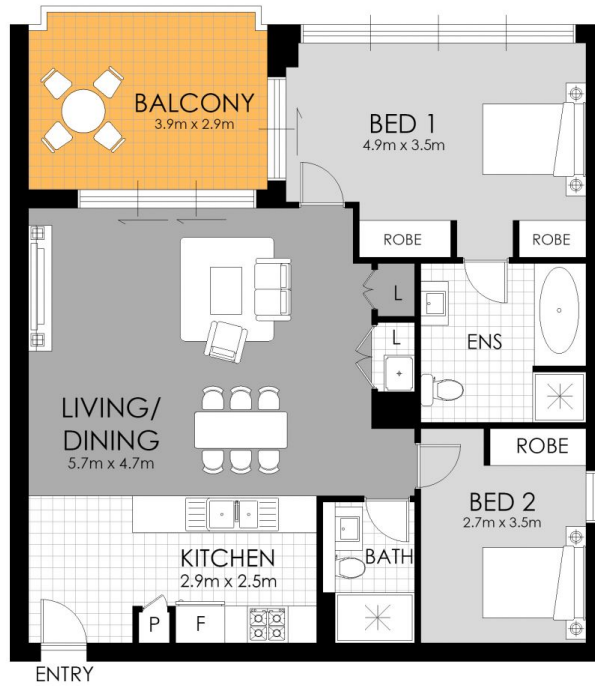 BALCONY
3.9m x 2.9m
BED 1
4.9m x 3.5m
ROBE
ROBE
L
L
ENS
LIVING/
DINING
5.7m x 4.7m
ROBE
BED 2
2.7m x 3.5m
KITCHEN
2.9m x 2.5m
BATH
P
F
ENTRY